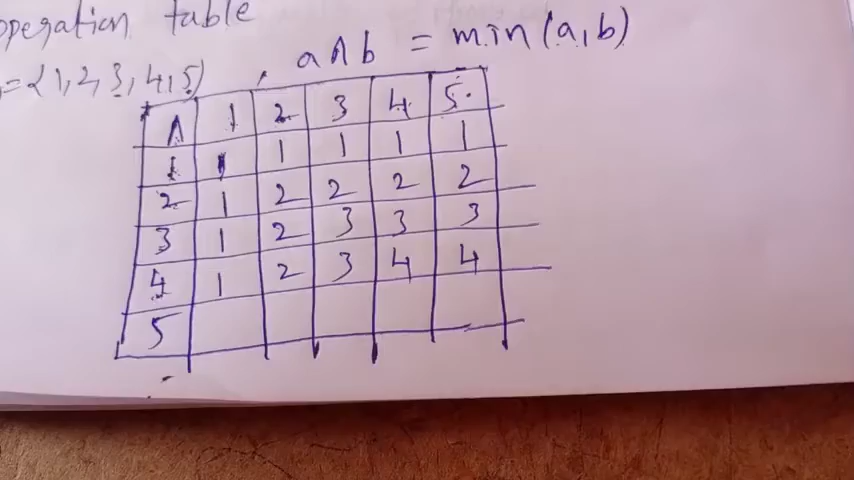 operation table
= {1, 2, 3, 4, 5}
a ∧ b = min(a, b)
∧ 1 2 3 4 5
1 1 1 1 1 1
2 1 2 2 2 2
3 1 2 3 3 3
4 1 2 3 4 4
5